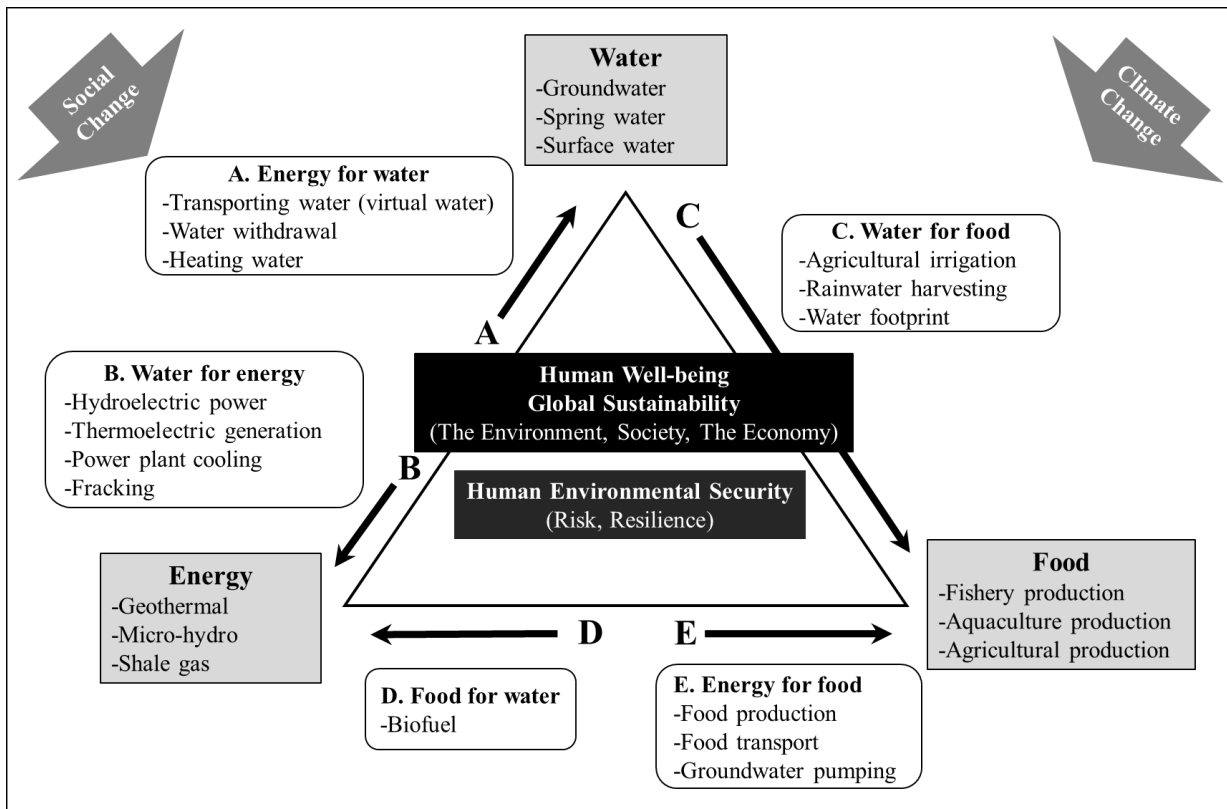 Social
Change
Climate
Change
Water
-Groundwater
-Spring water
-Surface water
A. Energy for water
-Transporting water (virtual water)
-Water withdrawal
-Heating water
C
C. Water for food
-Agricultural irrigation
-Rainwater harvesting
-Water footprint
A
B. Water for energy
-Hydroelectric power
-Thermoelectric generation
-Power plant cooling
-Fracking
Human Well-being
Global Sustainability
(The Environment, Society, The Economy)
B
Human Environmental Security
(Risk, Resilience)
Energy
-Geothermal
-Micro-hydro
-Shale gas
Food
-Fishery production
-Aquaculture production
-Agricultural production
D
E
D. Food for water
-Biofuel
E. Energy for food
-Food production
-Food transport
-Groundwater pumping